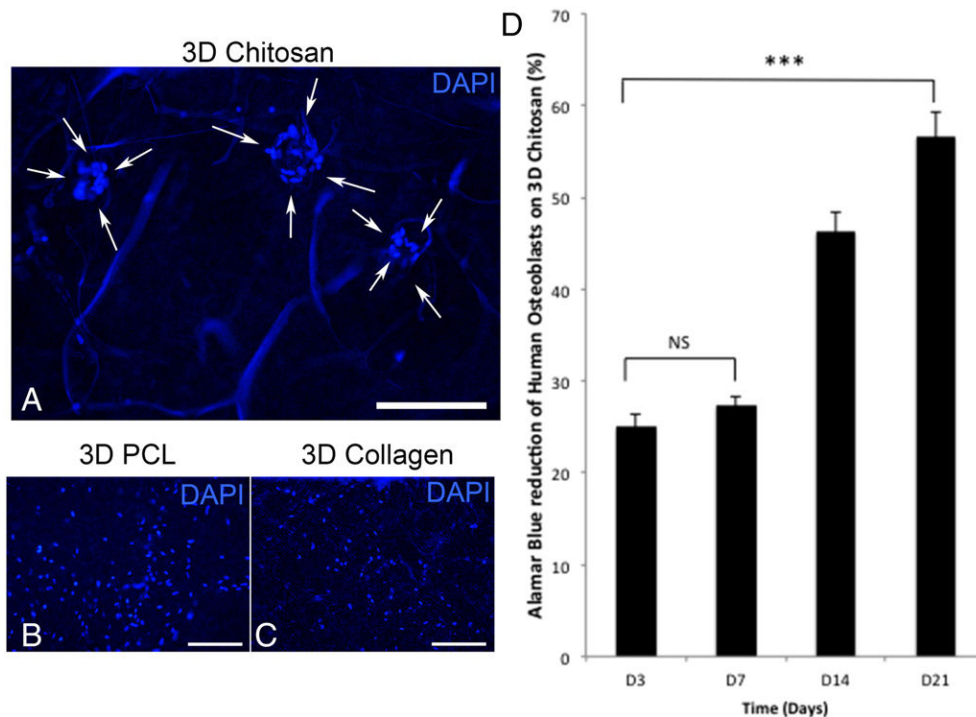 3D Chitosan
DAPI
A
3D PCL
DAPI
B
3D Collagen
DAPI
C
D
Alamar Blue reduction of Human Osteoblasts on 3D Chitosan (%)
70
60
50
40
30
20
10
0
***
NS
D3 D7 D14 D21
Time (Days)